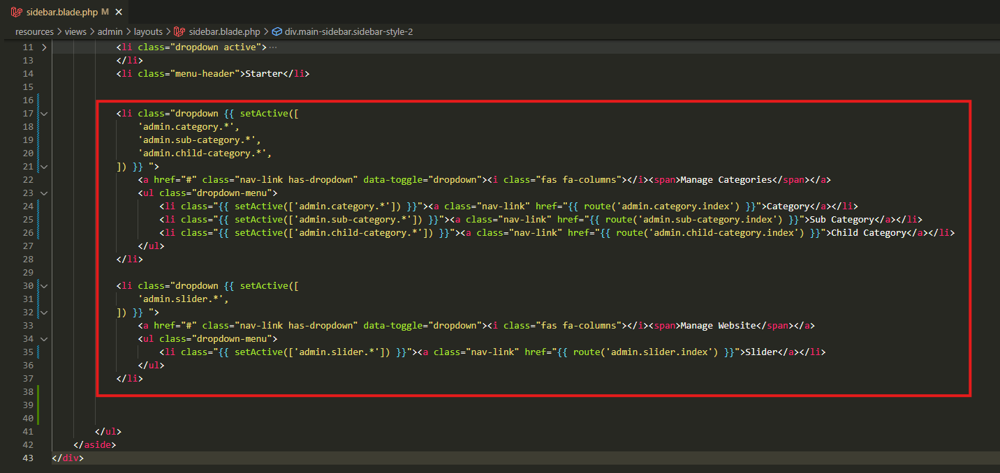 sidebar.blade.php M ×
resources > views > admin > layouts > sidebar.blade.php > div.main-sidebar.sidebar-style-2
11 > <li class="dropdown active">···
13 </li>
14 <li class="menu-header">Starter</li>
15
16
17 <li class="dropdown {{ setActive([
18 'admin.category.*',
19 'admin.sub-category.*',
20 'admin.child-category.*',
21 ]) }} ">
22 <a href="#" class="nav-link has-dropdown" data-toggle="dropdown"><i class="fas fa-columns"></i><span>Manage Categories</span></a>
23 <ul class="dropdown-menu">
24 <li class="{{ setActive(['admin.category.*']) }}"><a class="nav-link" href="{{ route('admin.category.index') }}">Category</a></li>
25 <li class="{{ setActive(['admin.sub-category.*']) }}"><a class="nav-link" href="{{ route('admin.sub-category.index') }}">Sub Category</a></li>
26 <li class="{{ setActive(['admin.child-category.*']) }}"><a class="nav-link" href="{{ route('admin.child-category.index') }}">Child Category</a></li>
27 </ul>
28 </li>
29
30 <li class="dropdown {{ setActive([
31 'admin.slider.*',
32 ]) }} ">
33 <a href="#" class="nav-link has-dropdown" data-toggle="dropdown"><i class="fas fa-columns"></i><span>Manage Website</span></a>
34 <ul class="dropdown-menu">
35 <li class="{{ setActive(['admin.slider.*']) }}"><a class="nav-link" href="{{ route('admin.slider.index') }}">Slider</a></li>
36 </ul>
37 </li>
38
39
40
41 </ul>
42 </aside>
43 </div>